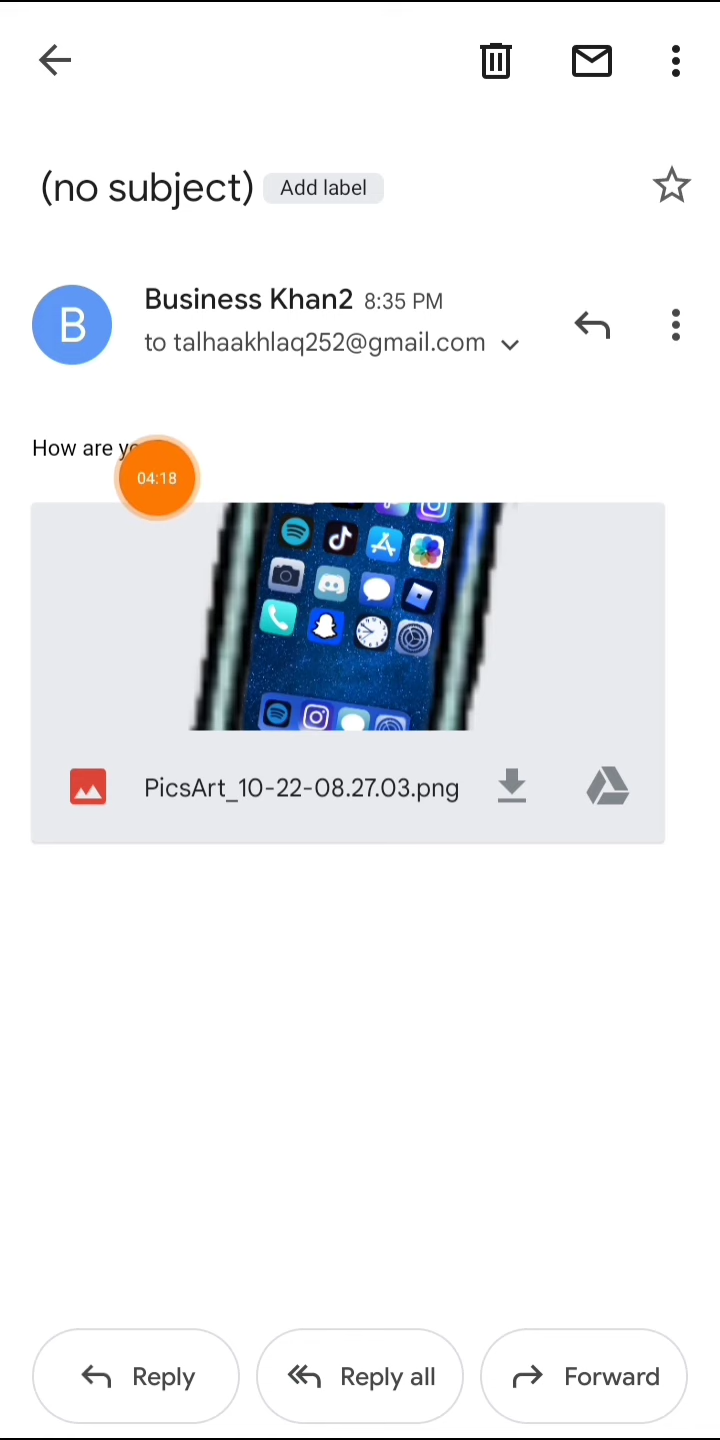 (no subject) Add label
B
Business Khan2 8:35 PM
to talhaakhlaq252@gmail.com
How are
04:18
PicsArt_10-22-08.27.03.png
Reply
Reply all
Forward